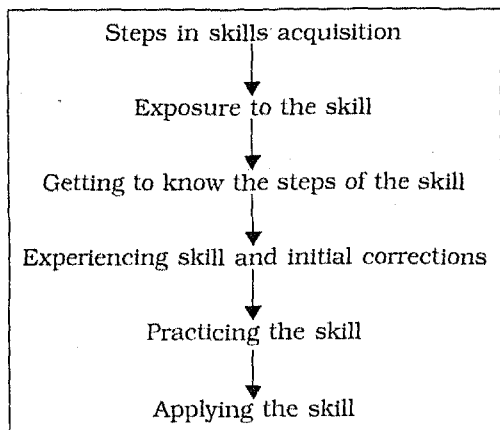 Steps in skills acquisition
Exposure to the skill
Getting to know the steps of the skill
Experiencing skill and initial corrections
Practicing the skill
Applying the skill